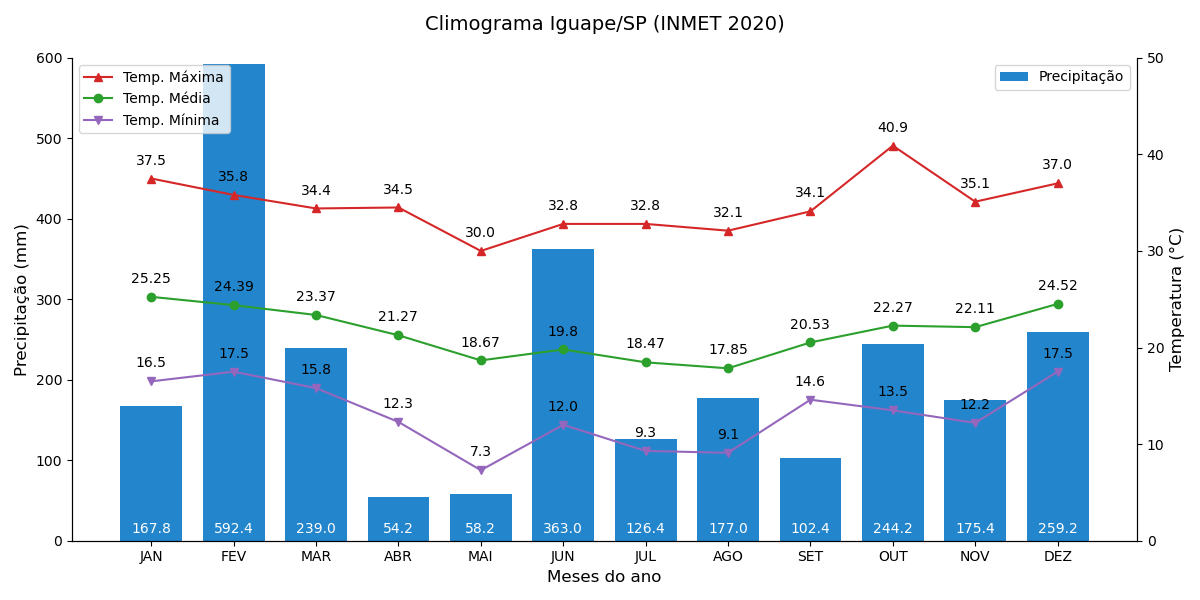 Climograma Iguape/SP (INMET 2020)
Temp. Máxima
Temp. Média
Temp. Mínima
Precipitação
Precipitação (mm)
600
500
400
300
200
100
0
37.5 35.8 34.4 34.5 30.0 32.8 32.8 32.1 34.1 40.9 35.1 37.0
25.25 24.39 23.37 21.27 18.67 19.8 18.47 17.85 20.53 22.27 22.11 24.52
16.5 17.5 15.8 12.3 7.3 12.0 9.3 9.1 14.6 13.5 12.2 17.5
167.8 592.4 239.0 54.2 58.2 363.0 126.4 177.0 102.4 244.2 175.4 259.2
JAN FEV MAR ABR MAI JUN JUL AGO SET OUT NOV DEZ
Meses do ano
50
40
30
20
10
0
Temperatura (°C)